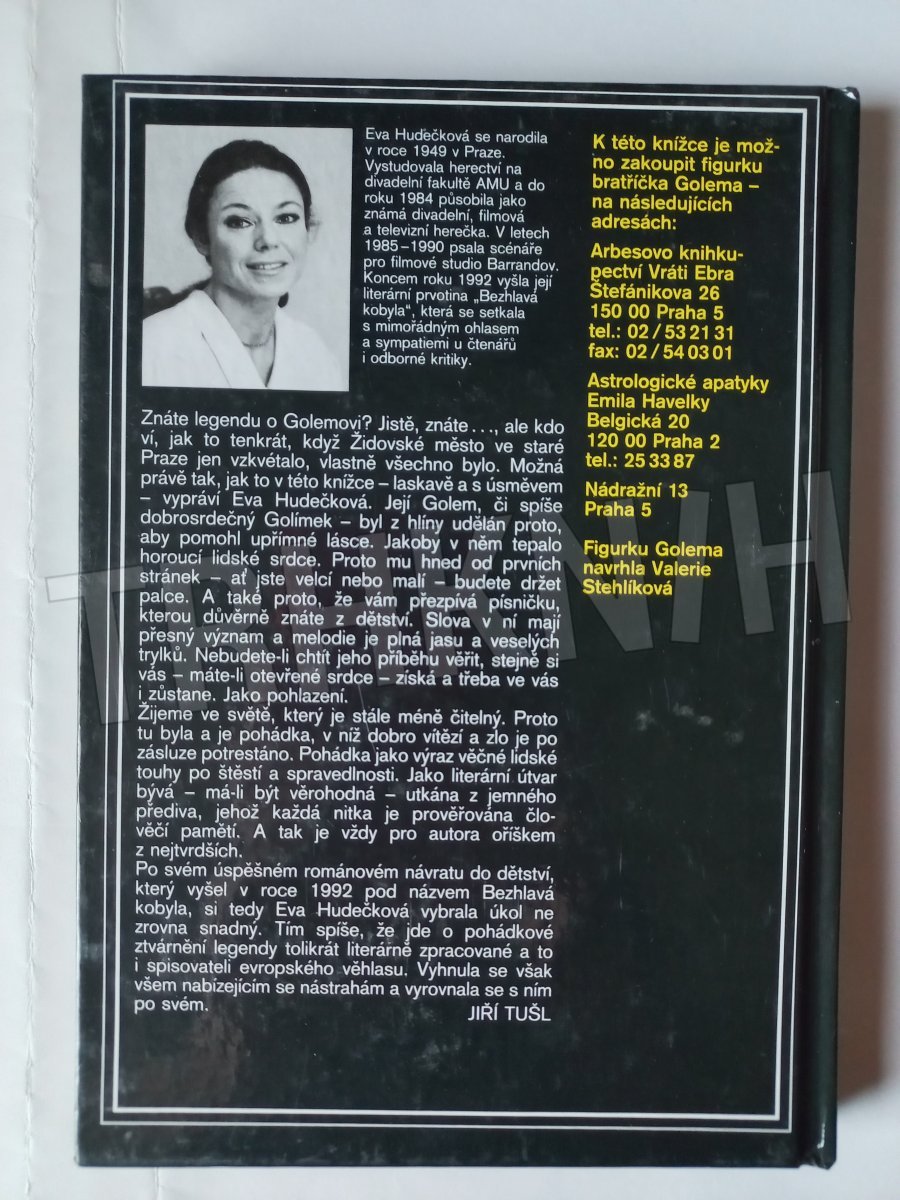 Eva Hudečková se narodila
v roce 1949 v Praze.
Vystudovala herectví na
divadelní fakultě AMU a do
roku 1984 působila jako
známá divadelní, filmová
a televizní herečka. V letech
1985–1990 psala scénáře
pro filmové studio Barrandov.
Koncem roku 1992 vyšla její
literární prvotina „Bezhlavá
kobyla“, která se setkala
s mimořádným ohlasem
a sympatiemi u čtenářů
i odborné kritiky.
Znáte legendu o Golemovi? Jistě, znáte..., ale kdo
ví, jak to tenkrát, když Židovské město ve staré
Praze jen vzkvétalo, vlastně všechno bylo. Možná
právě tak, jak to v této knížce – laskavě a s úsměvem
– vypráví Eva Hudečková. Její Golem, či spíše
dobrosrdečný Golímek – byl z hlíny udělán proto,
aby pomohl upřímné lásce. Jakoby v něm tepalo
horoucí lidské srdce. Proto mu hned od prvních
stránek – ať jste velcí nebo malí – budete držet
palce. A také proto, že vám přezpívá písničku,
kterou důvěrně znáte z dětství. Slova v ní mají
přesný význam a melodie je plná jasu a veselých
trylků. Nebudete-li chtít jeho příběhu věřit, stejně si
vás – máte-li otevřené srdce – získá a třeba ve vás
i zůstane. Jako pohlazení.
Žijeme ve světě, který je stále méně čitelný. Proto
tu byla a je pohádka, v níž dobro vítězí a zlo je po
zásluze potrestáno. Pohádka jako výraz věčné lidské
touhy po štěstí a spravedlnosti. Jako literární útvar
bývá – má-li být věrohodná – utkána z jemného
přediva, jehož každá nitka je prověřována člo-
věčí pamětí. A tak je vždy pro autora oříškem
z nejtvrdších.
Po svém úspěšném románovém návratu do dětství,
který vyšel v roce 1992 pod názvem Bezhlavá
kobyla, si tedy Eva Hudečková vybrala úkol ne
zrovna snadný. Tím spíše, že jde o pohádkové
ztvárnění legendy tolikrát literárně zpracované a to
i spisovateli evropského věhlasu. Vyhnula se však
všem nabízejícím se nástrahám a vyrovnala se s ním
po svém.
JIŘÍ TUŠL
K této knížce je mož-
no zakoupit figurku
bratříčka Golema –
na následujících
adresách:
Arbesovo knihku-
pectví Vráti Ebra
Štefánikova 26
150 00 Praha 5
tel.: 02/53 21 31
fax: 02/54 03 01
Astrologické apatyky
Emila Havelky
Belgická 20
120 00 Praha 2
tel.: 25 33 87
Nádražní 13
Praha 5
Figurku Golema
navrhla Valerie
Stehlíková